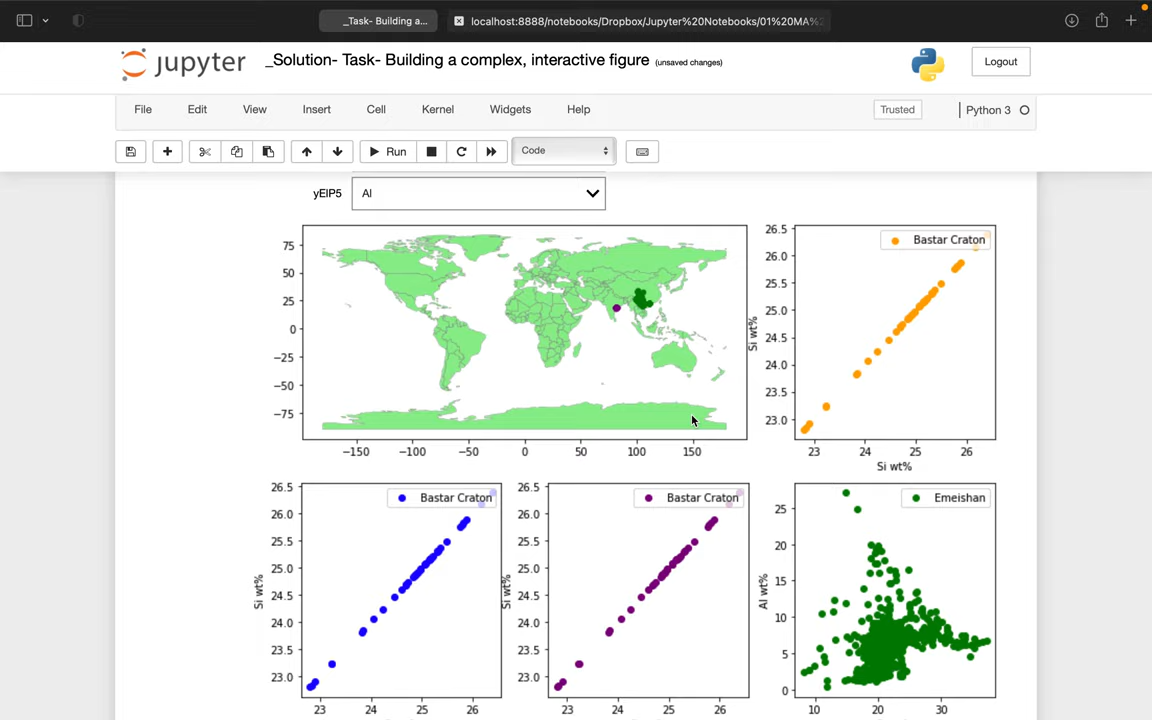 _Task- Building a...
localhost:8888/notebooks/Dropbox/Jupyter%20Notebooks/01%20MA%
jupyter
_Solution- Task- Building a complex, interactive figure (unsaved changes)
Logout
File Edit View Insert Cell Kernel Widgets Help
Trusted
Python 3
Run
Code
yElP5
Al
75
50
25
0
−25
−50
−75
−150 −100 −50 0 50 100 150
Bastar Craton
Si wt%
26.5
26.0
25.5
25.0
24.5
24.0
23.5
23.0
23 24 25 26
Si wt%
Bastar Craton
Si wt%
26.5
26.0
25.5
25.0
24.5
24.0
23.5
23.0
23 24 25 26
Bastar Craton
Si wt%
26.5
26.0
25.5
25.0
24.5
24.0
23.5
23.0
23 24 25 26
Emeishan
Al wt%
25
20
15
10
5
0
10 20 30